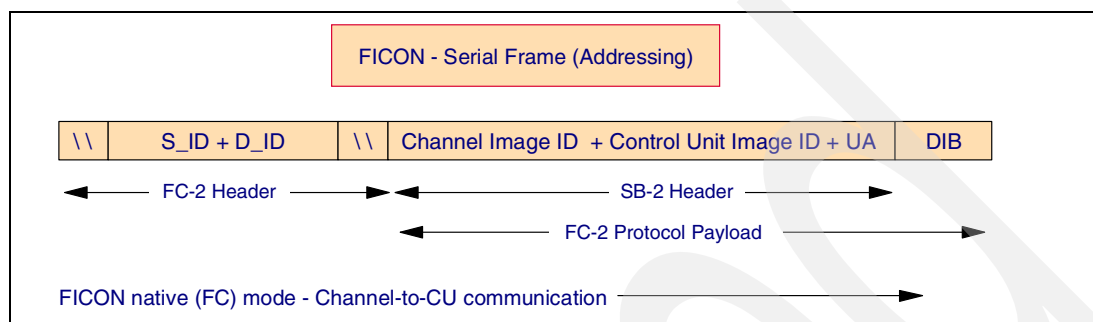 FICON - Serial Frame (Addressing)
\ \ S_ID + D_ID \ \ Channel Image ID + Control Unit Image ID + UA DIB
FC-2 Header SB-2 Header
FC-2 Protocol Payload
FICON native (FC) mode - Channel-to-CU communication